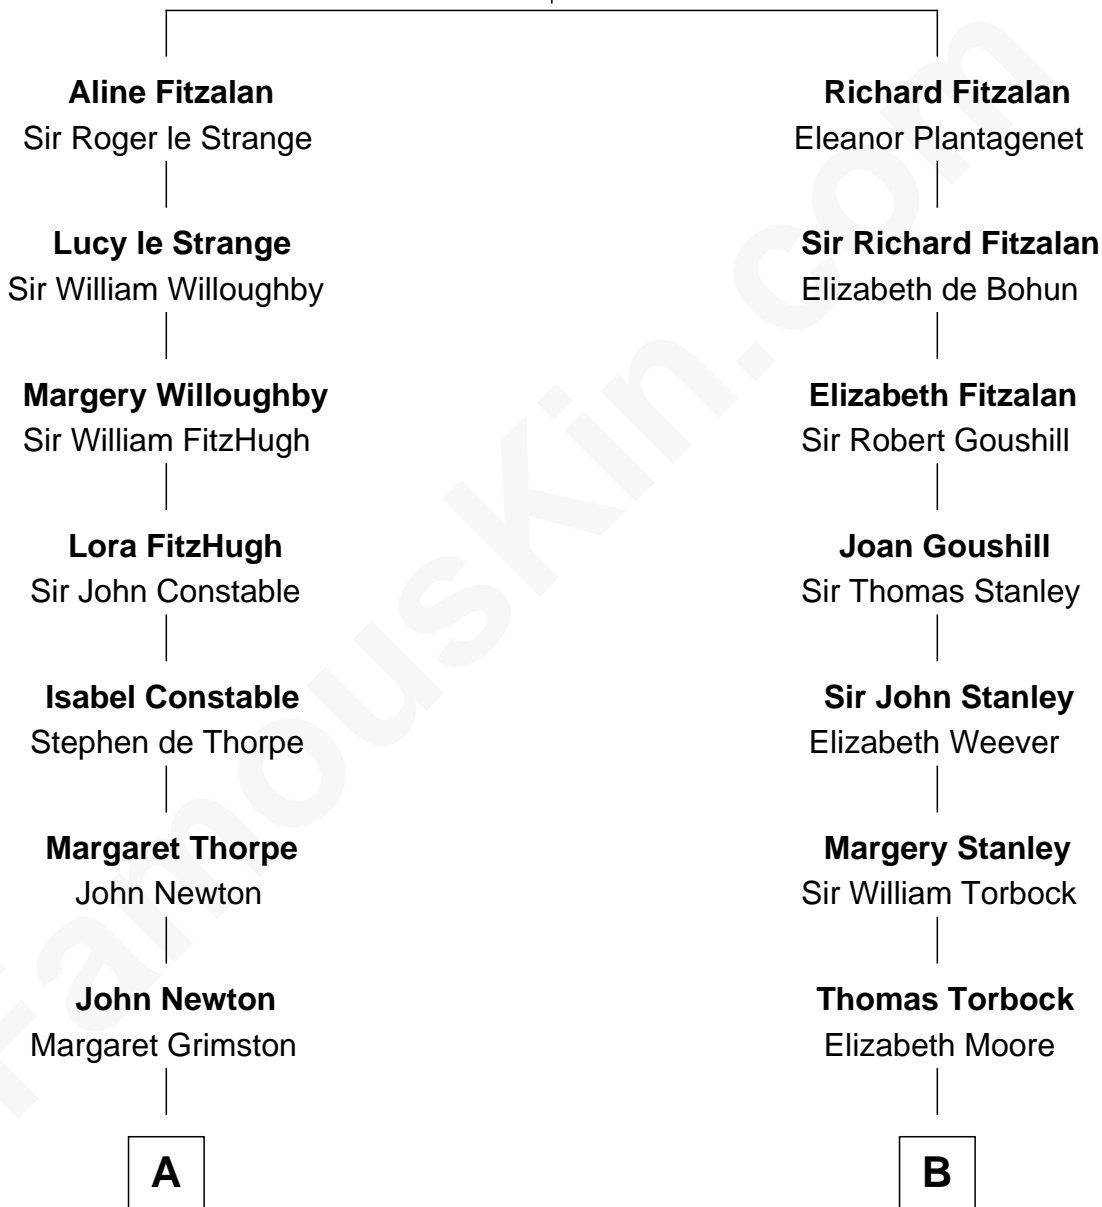 Aline Fitzalan
Sir Roger le Strange
Lucy le Strange
Sir William Willoughby
Margery Willoughby
Sir William FitzHugh
Lora FitzHugh
Sir John Constable
Isabel Constable
Stephen de Thorpe
Margaret Thorpe
John Newton
John Newton
Margaret Grimston
A
Richard Fitzalan
Eleanor Plantagenet
Sir Richard Fitzalan
Elizabeth de Bohun
Elizabeth Fitzalan
Sir Robert Goushill
Joan Goushill
Sir Thomas Stanley
Sir John Stanley
Elizabeth Weever
Margery Stanley
Sir William Torbock
Thomas Torbock
Elizabeth Moore
B
FamousKin.com